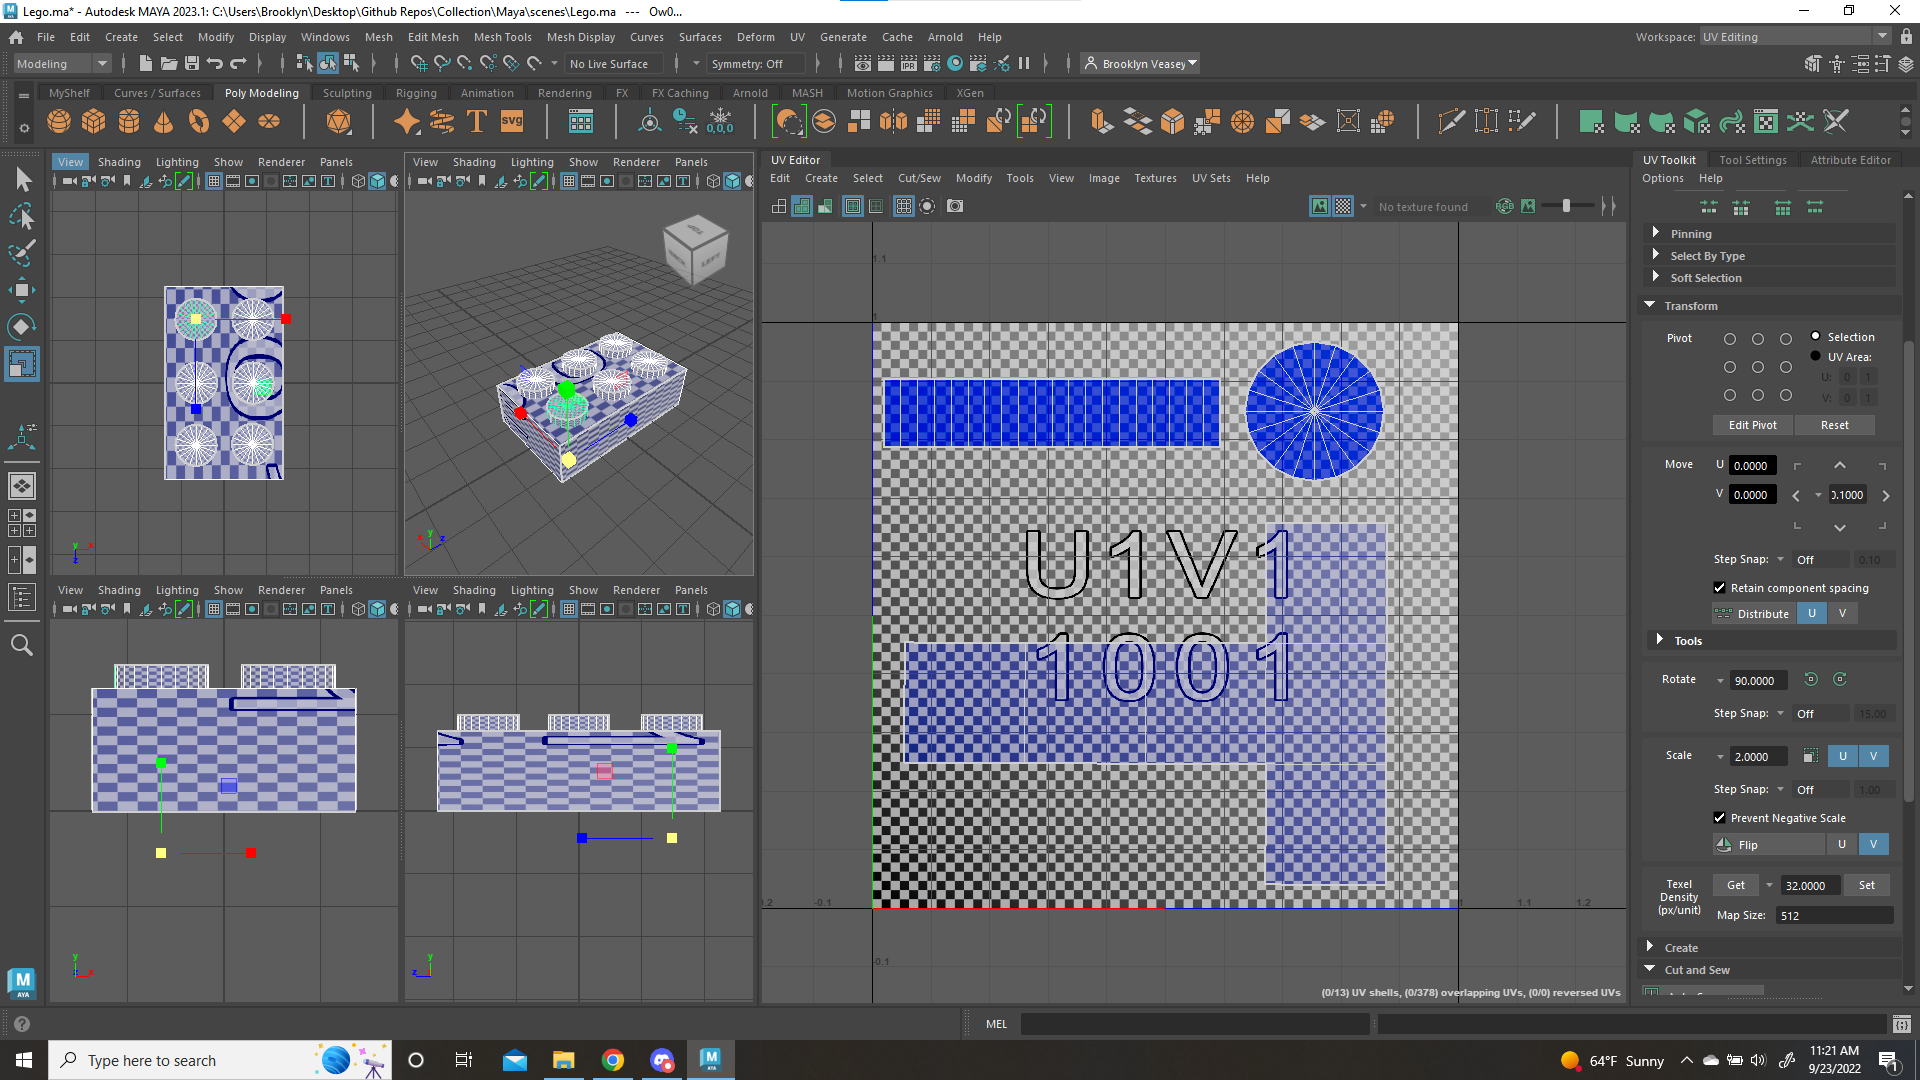 Lego.ma* - Autodesk MAYA 2023.1: C:\Users\Brooklyn\Desktop\Github Repos\Collection\Maya\scenes\Lego.ma --- Ow0...
File Edit Create Select Modify Display Windows Mesh Edit Mesh Mesh Tools Mesh Display Curves Surfaces Deform UV Generate Cache Arnold Help
Workspace: UV Editing
Modeling
No Live Surface
Symmetry: Off
Brooklyn Veasey
MyShelf Curves / Surfaces Poly Modeling Sculpting Rigging Animation Rendering FX FX Caching Arnold MASH Motion Graphics XGen
View Shading Lighting Show Renderer Panels
View Shading Lighting Show Renderer Panels
UV Editor
Edit Create Select Cut/Sew Modify Tools View Image Textures UV Sets Help
No texture found
UV Toolkit Tool Settings Attribute Editor
Options Help
Pinning
Select By Type
Soft Selection
Transform
Pivot
Selection
UV Area:
U: 0 1
V: 0 1
Edit Pivot Reset
Move U 0.0000
V 0.0000
0.1000
Step Snap: Off 0.10
Retain component spacing
Distribute U V
Tools
Rotate 90.0000
Step Snap: Off 15.00
Scale 2.0000 U V
Step Snap: Off 1.00
Prevent Negative Scale
Flip U V
Texel Density (px/unit) Get 32.0000 Set
Map Size: 512
Create
Cut and Sew
U1V1
1001
1.1
-0.1
1.1
1.2
-0.1
(0/13) UV shells, (0/378) overlapping UVs, (0/0) reversed UVs
View Shading Lighting Show Renderer Panels
View Shading Lighting Show Renderer Panels
MEL
Type here to search
64°F Sunny
11:21 AM
9/23/2022